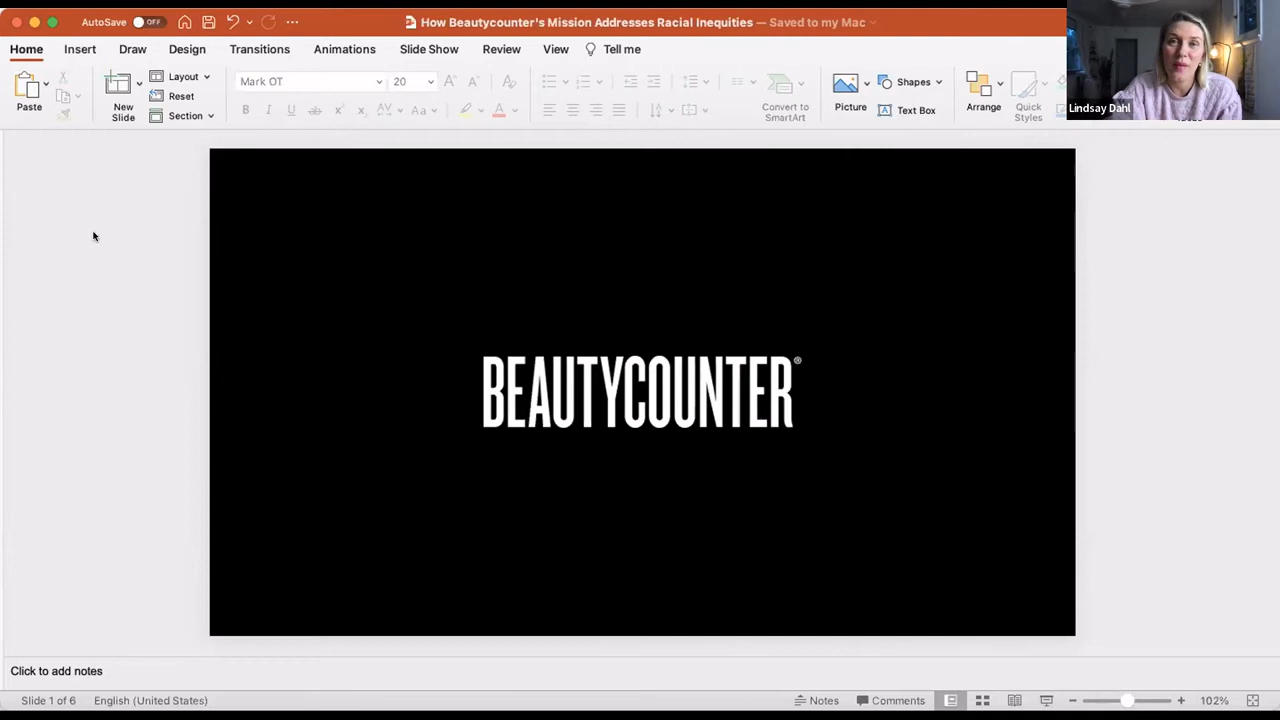 AutoSave OFF
How Beautycounter's Mission Addresses Racial Inequities — Saved to my Mac
Home Insert Draw Design Transitions Animations Slide Show Review View Tell me
Paste
New Slide
Layout
Reset
Section
Mark OT 20
Convert to SmartArt
Picture
Shapes
Text Box
Arrange
Quick Styles
Lindsay Dahl
BEAUTYCOUNTER®
Click to add notes
Slide 1 of 6 English (United States) Notes Comments 102%